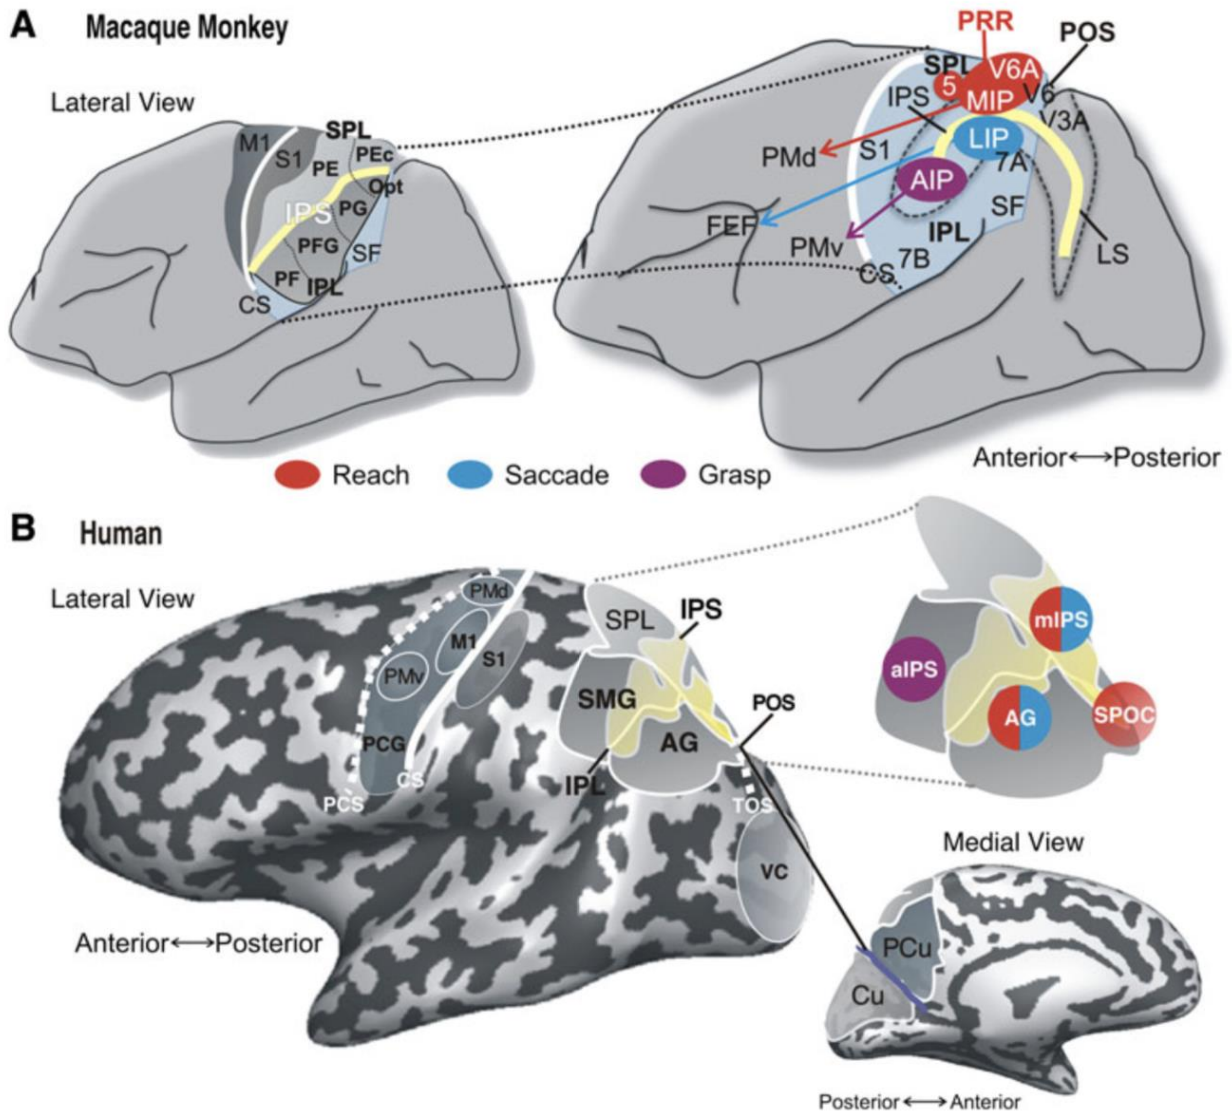 A Macaque Monkey
Lateral View
M1
S1
SPL
PE
PEc
Opt
IPS
PG
PFG
SF
PF
IPL
CS
PRR
POS
SPL
V6A
5
MIP
V6
IPS
V3A
LIP
S1
7A
PMd
AIP
SF
FEF
IPL
PMv
7B
CS
LS
Reach
Saccade
Grasp
Anterior↔Posterior
B Human
Lateral View
PMd
M1
S1
PMv
PCG
CS
PCS
SPL
IPS
SMG
AG
IPL
POS
TOS
VC
Anterior↔Posterior
mIPS
aIPS
AG
SPOC
Medial View
PCu
Cu
Posterior↔Anterior